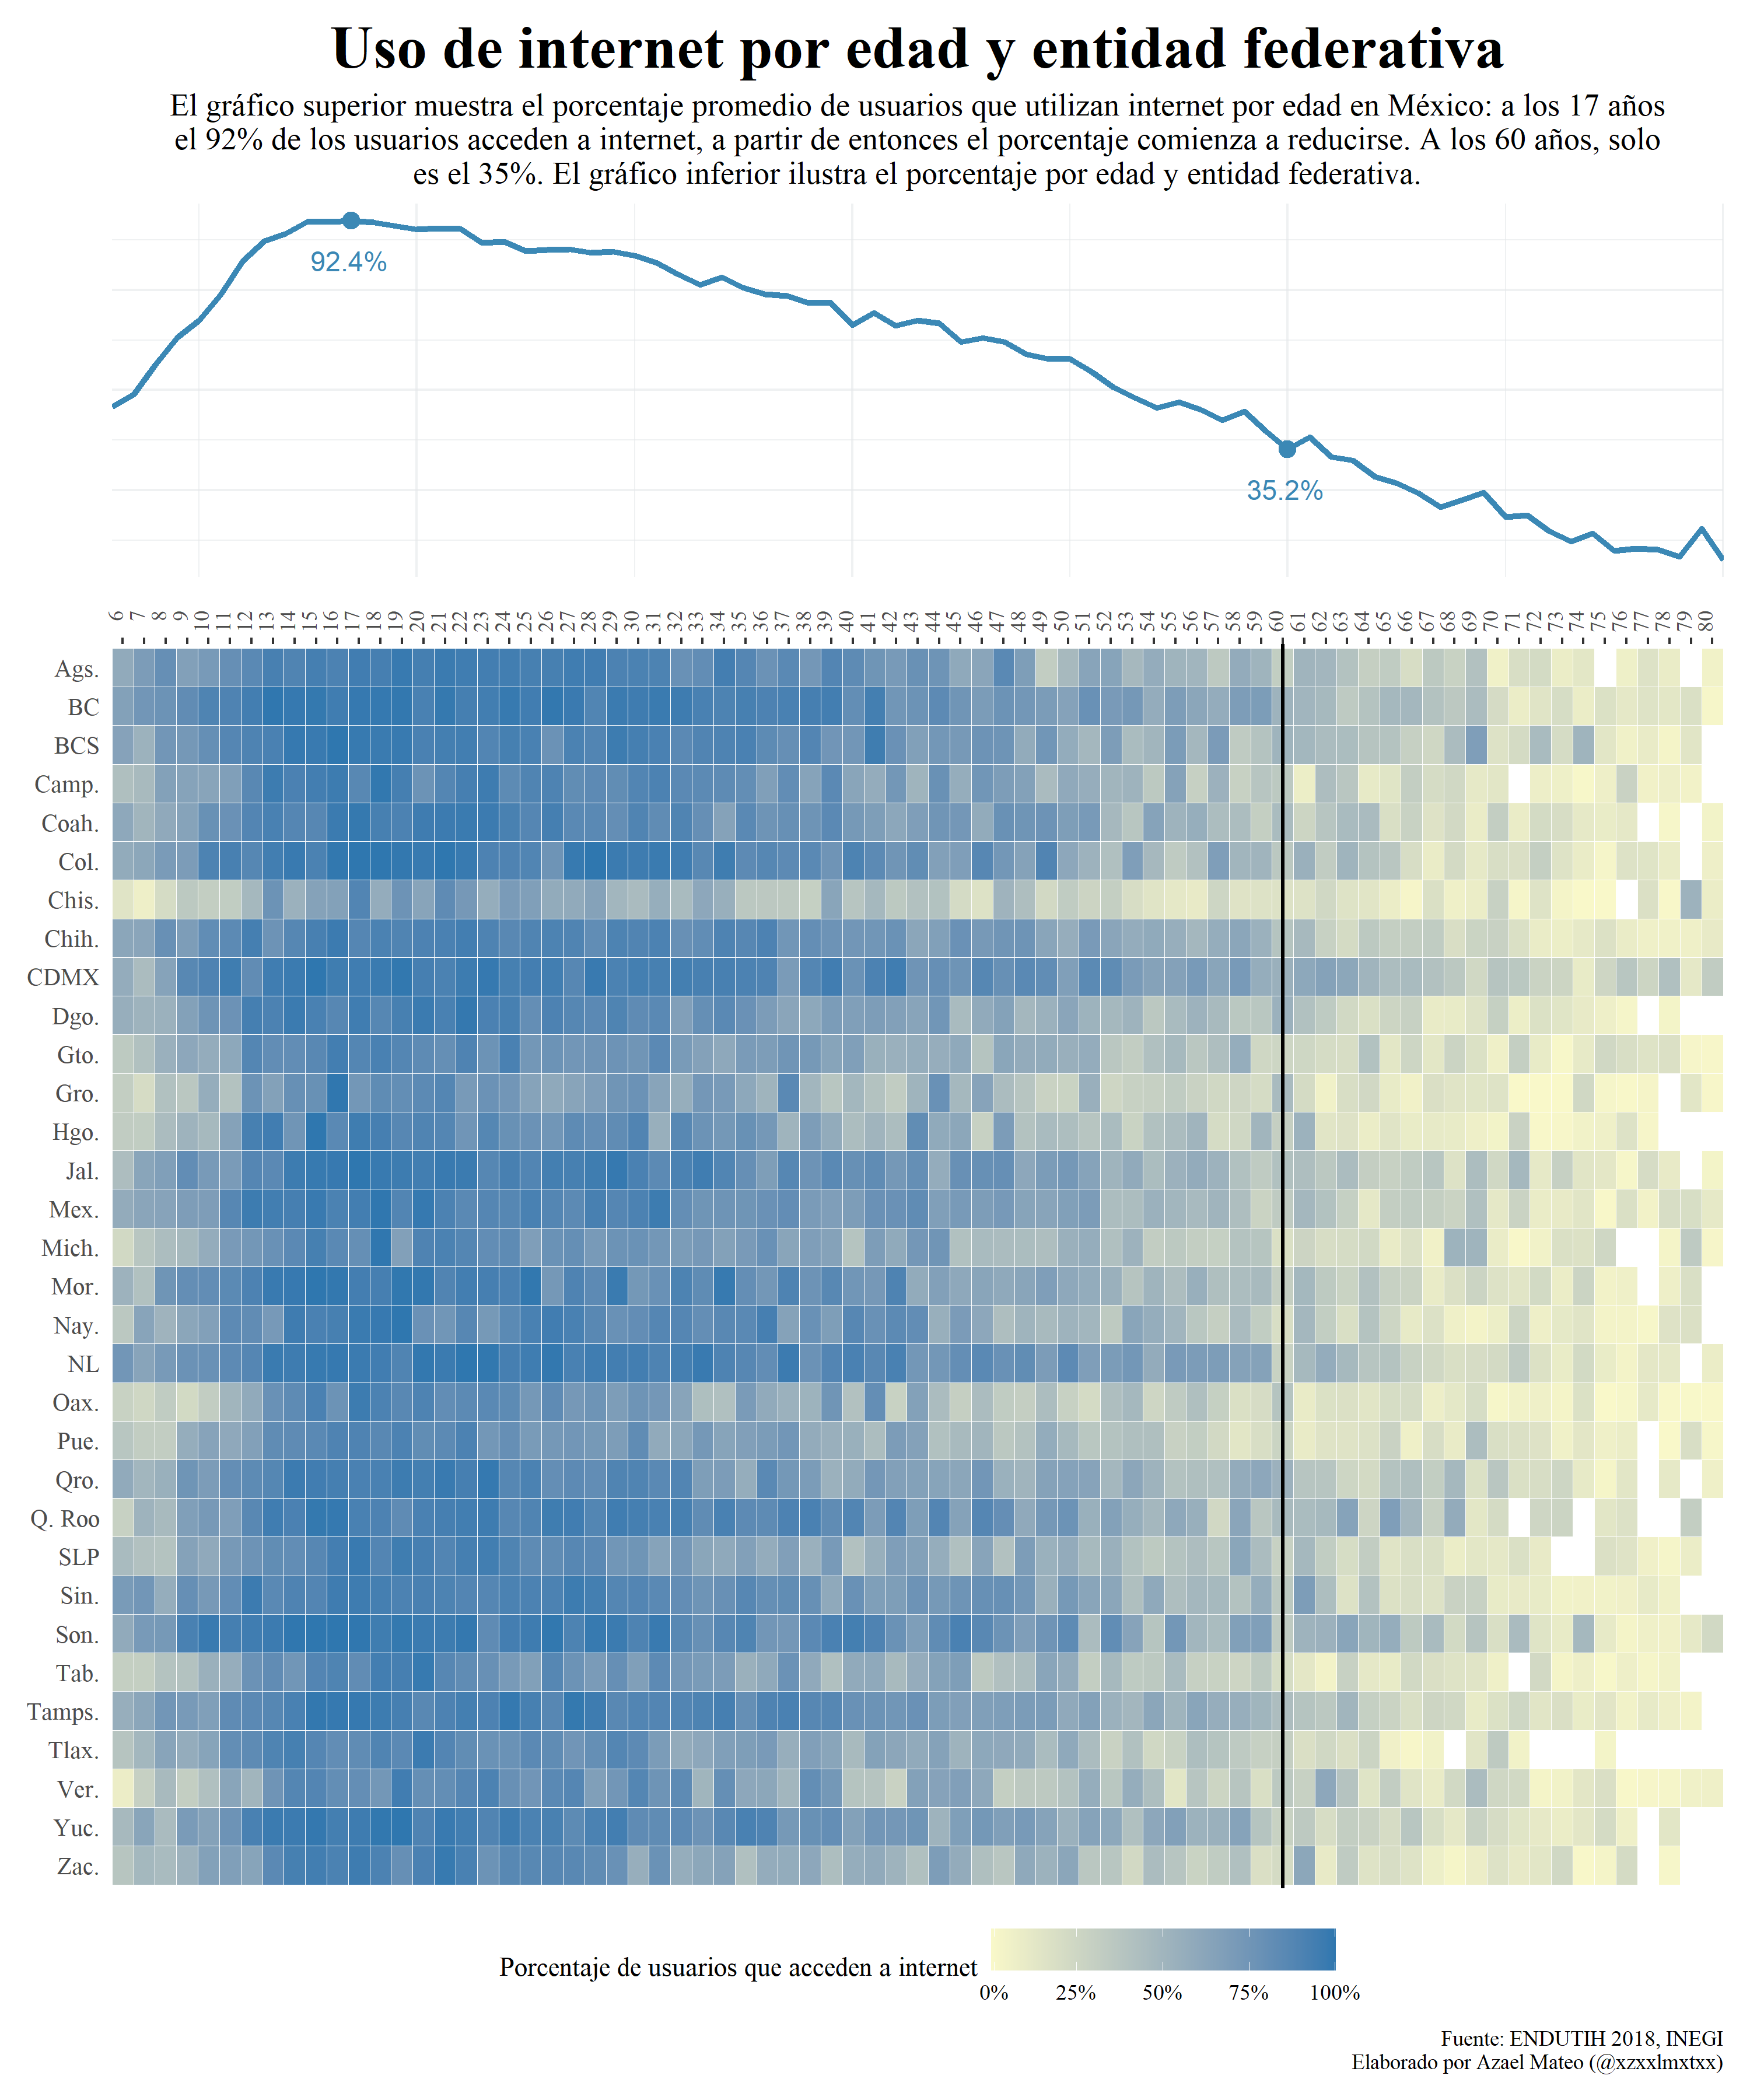 Uso de internet por edad y entidad federativa
El gráfico superior muestra el porcentaje promedio de usuarios que utilizan internet por edad en México: a los 17 años
el 92% de los usuarios acceden a internet, a partir de entonces el porcentaje comienza a reducirse. A los 60 años, solo
es el 35%. El gráfico inferior ilustra el porcentaje por edad y entidad federativa.
92.4%
35.2%
6 7 8 9 10 11 12 13 14 15 16 17 18 19 20 21 22 23 24 25 26 27 28 29 30 31 32 33 34 35 36 37 38 39 40 41 42 43 44 45 46 47 48 49 50 51 52 53 54 55 56 57 58 59 60 61 62 63 64 65 66 67 68 69 70 71 72 73 74 75 76 77 78 79 80
Ags.
BC
BCS
Camp.
Coah.
Col.
Chis.
Chih.
CDMX
Dgo.
Gto.
Gro.
Hgo.
Jal.
Mex.
Mich.
Mor.
Nay.
NL
Oax.
Pue.
Qro.
Q. Roo
SLP
Sin.
Son.
Tab.
Tamps.
Tlax.
Ver.
Yuc.
Zac.
Porcentaje de usuarios que acceden a internet
0% 25% 50% 75% 100%
Fuente: ENDUTIH 2018, INEGI
Elaborado por Azael Mateo (@xzxxlmxtxx)